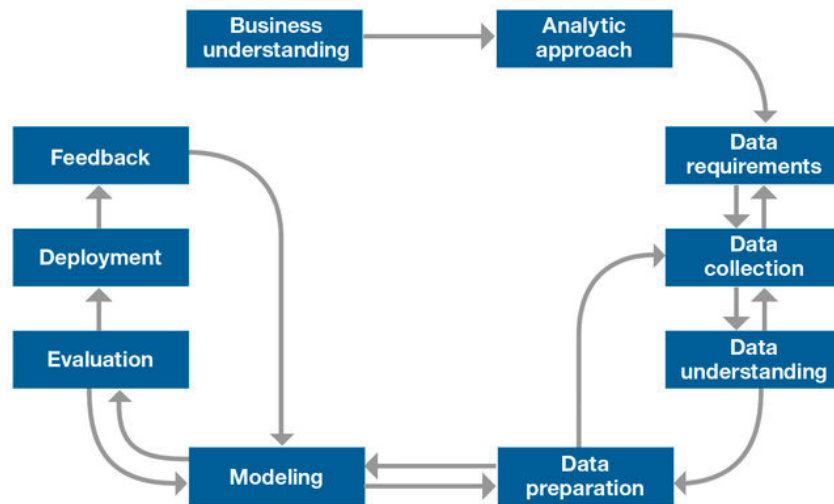 Business
understanding
Analytic
approach
Data
requirements
Data
collection
Data
understanding
Data
preparation
Modeling
Evaluation
Deployment
Feedback